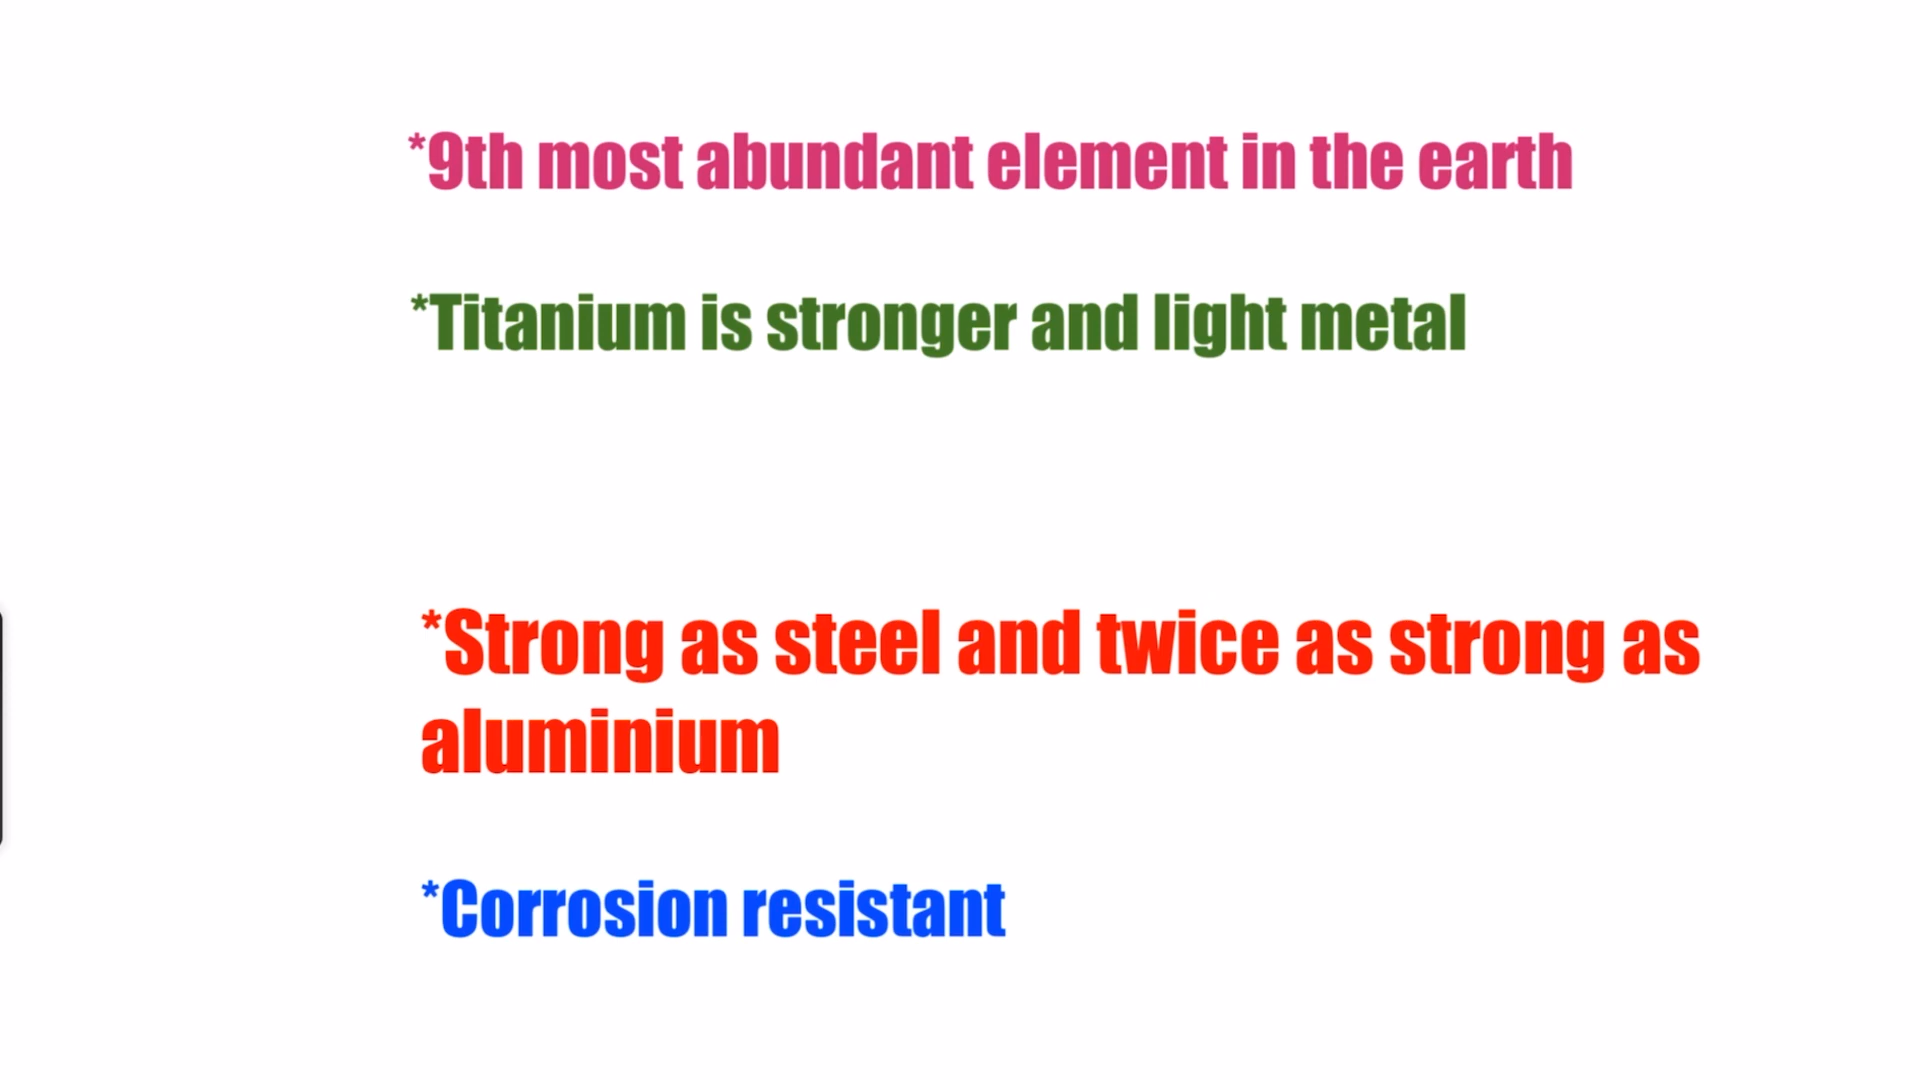 *9th most abundant element in the earth
*Titanium is stronger and light metal
*Strong as steel and twice as strong as
aluminium
*Corrosion resistant